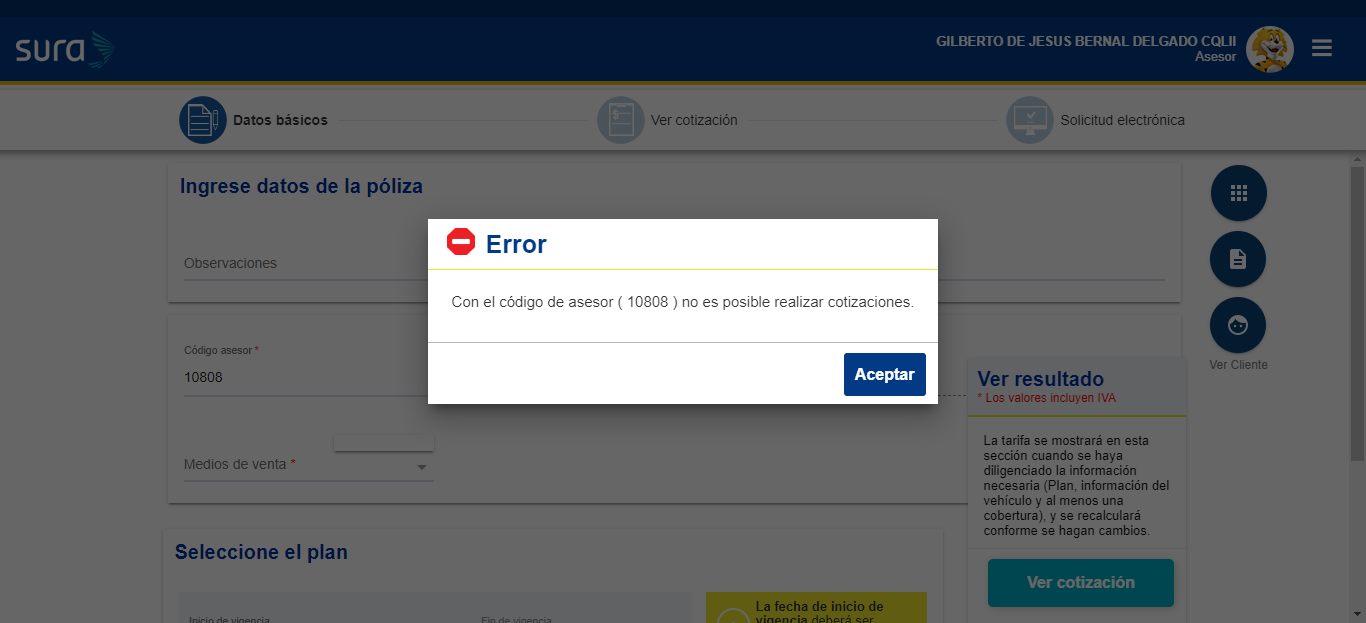 sura
GILBERTO DE JESUS BERNAL DELGADO CQLII
Asesor
Datos básicos
Ver cotización
Solicitud electrónica
Ingrese datos de la póliza
Observaciones
Error
Con el código de asesor ( 10808 ) no es posible realizar cotizaciones.
Aceptar
Código asesor *
10808
Medios de venta *
Ver Cliente
Ver resultado
* Los valores incluyen IVA
La tarifa se mostrará en esta
sección cuando se haya
diligenciado la información
necesaria (Plan, información del
vehículo y al menos una
cobertura), y se recalculará
conforme se hagan cambios.
Ver cotización
Seleccione el plan
Inicio de vigencia
Fin de vigencia
La fecha de inicio de
vigencia deberá ser